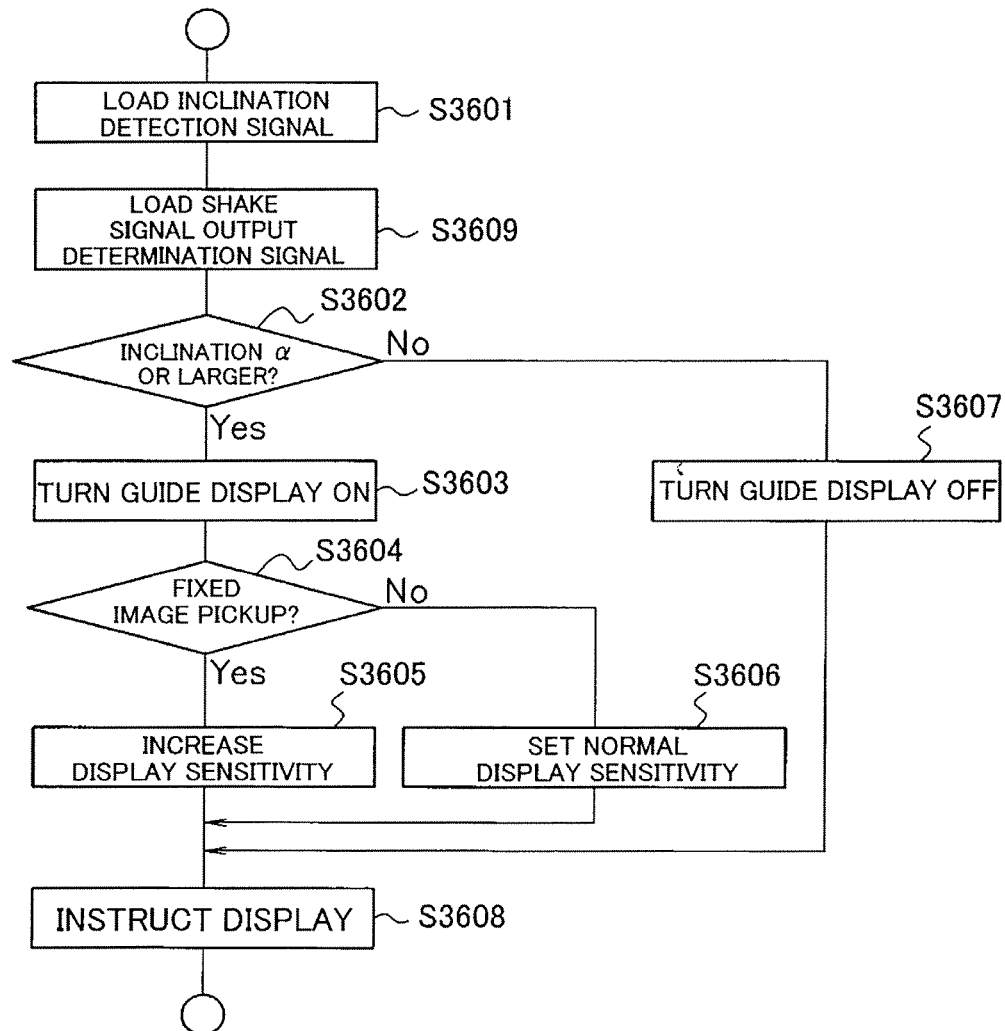 LOAD INCLINATION
DETECTION SIGNAL
S3601
LOAD SHAKE
SIGNAL OUTPUT
DETERMINATION SIGNAL
S3609
S3602
INCLINATION α
OR LARGER?
No
Yes
S3607
TURN GUIDE DISPLAY ON
S3603
TURN GUIDE DISPLAY OFF
S3604
FIXED
IMAGE PICKUP?
No
Yes
S3605
S3606
INCREASE
DISPLAY SENSITIVITY
SET NORMAL
DISPLAY SENSITIVITY
INSTRUCT DISPLAY
S3608